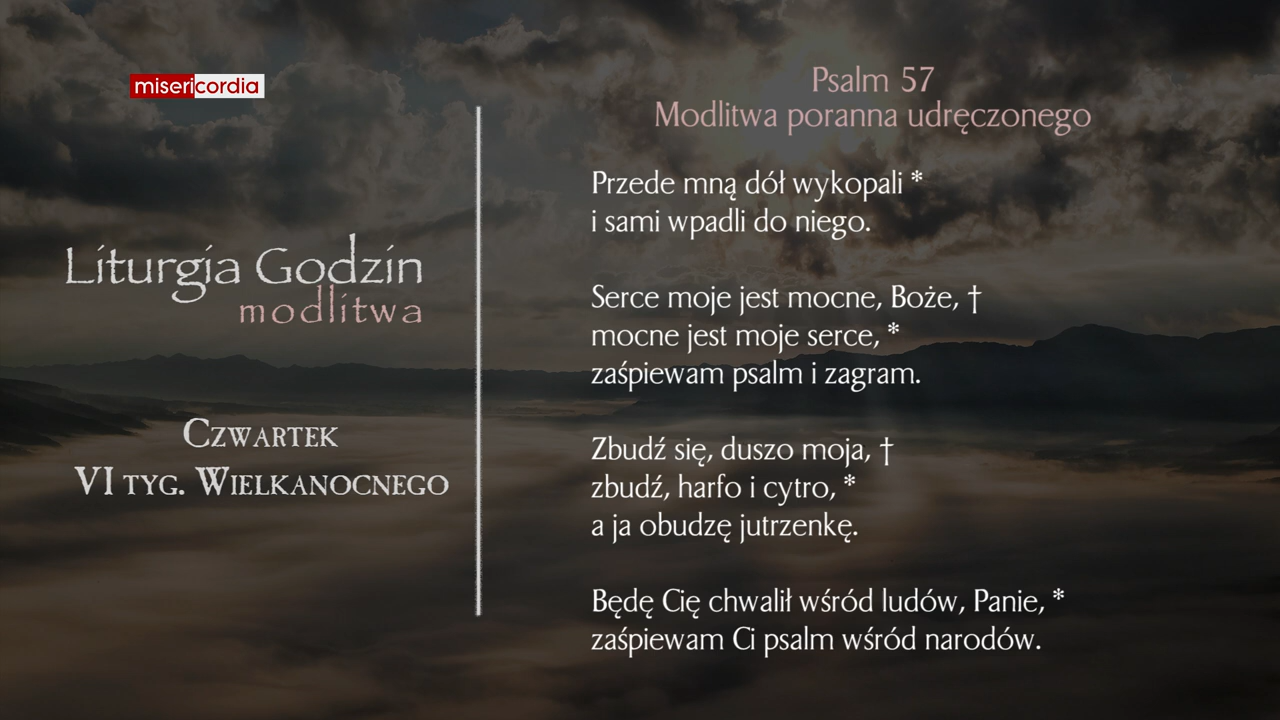 misericordia
Liturgia Godzin
modlitwa
Czwartek
VI tyg. Wielkanocnego
Psalm 57
Modlitwa poranna udręczonego
Przede mną dół wykopali *
i sami wpadli do niego.
Serce moje jest mocne, Boże, †
mocne jest moje serce, *
zaśpiewam psalm i zagram.
Zbudź się, duszo moja, †
zbudź, harfo i cytro, *
a ja obudzę jutrzenkę.
Będę Cię chwalił wśród ludów, Panie, *
zaśpiewam Ci psalm wśród narodów.